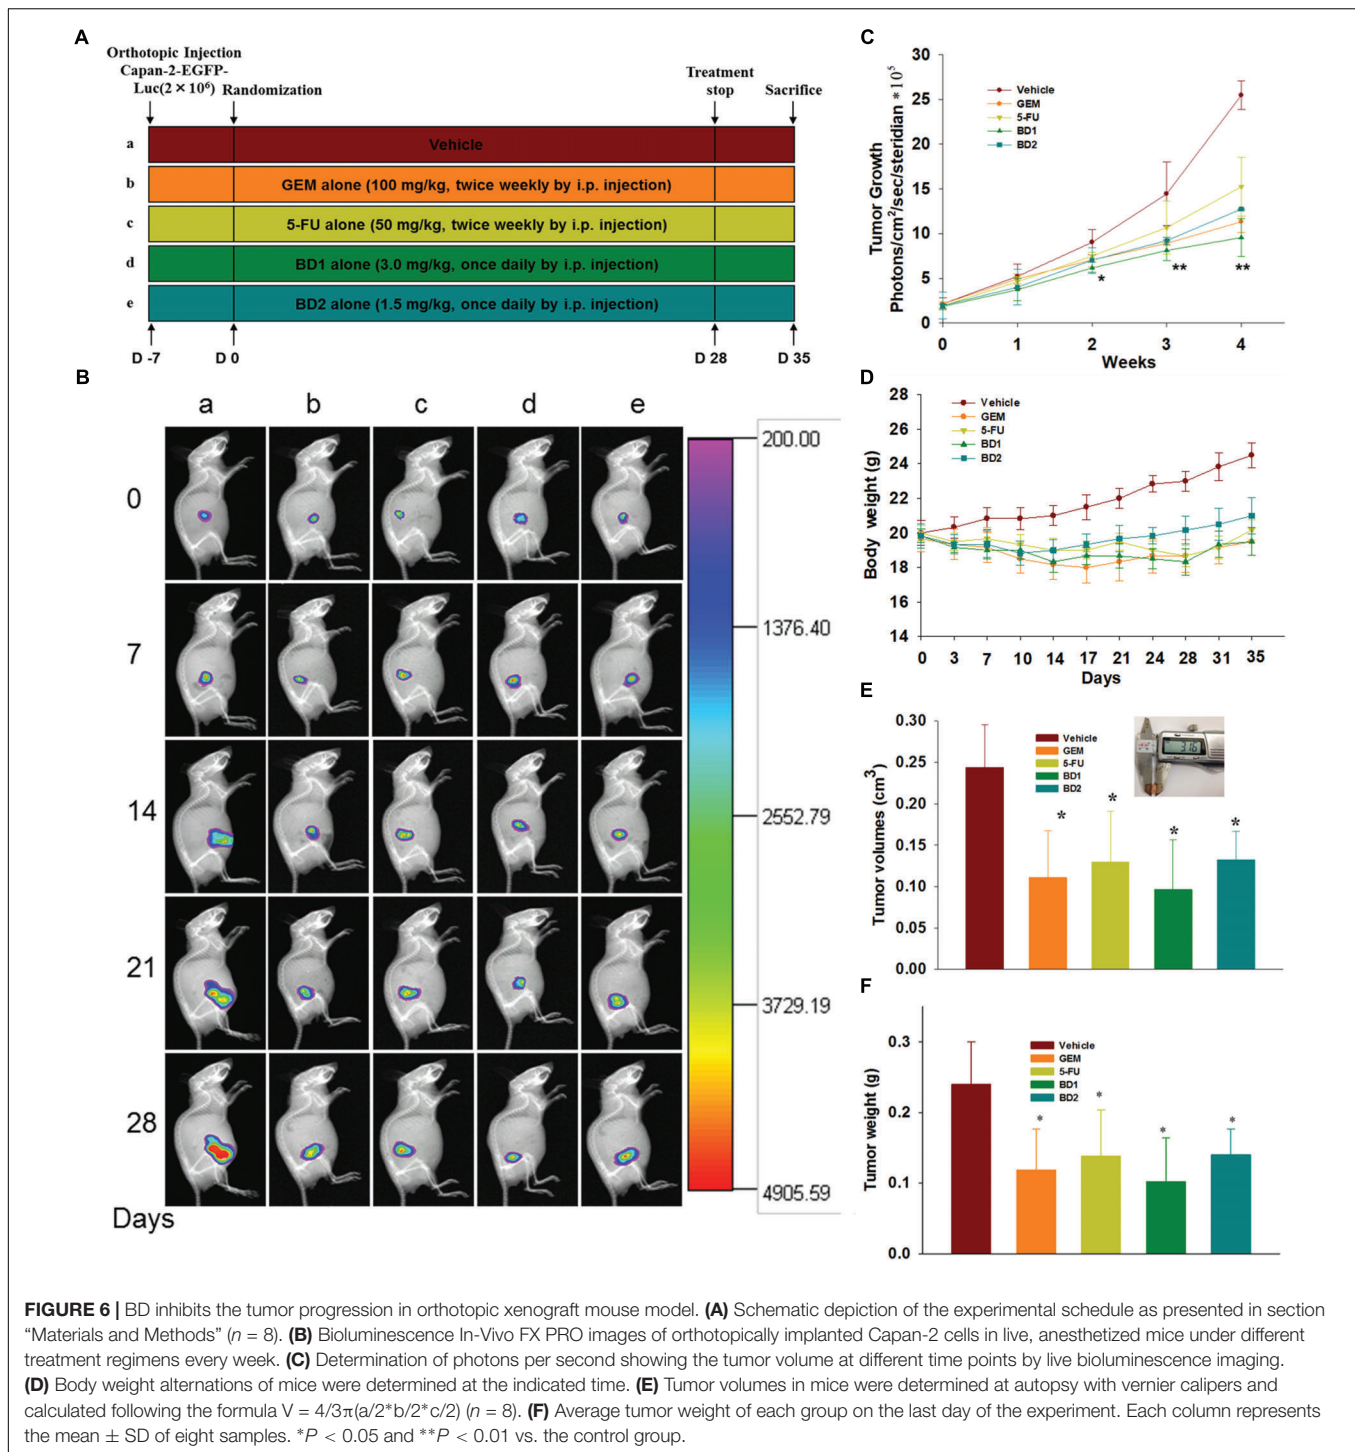 A
Orthotopic Injection
Capan-2-EGFP-
Luc(2 × 10⁶)
Randomization
Treatment
stop
Sacrifice
a
Vehicle
b
GEM alone (100 mg/kg, twice weekly by i.p. injection)
c
5-FU alone (50 mg/kg, twice weekly by i.p. injection)
d
BD1 alone (3.0 mg/kg, once daily by i.p. injection)
e
BD2 alone (1.5 mg/kg, once daily by i.p. injection)
D -7
D 0
D 28
D 35
B
a b c d e
0
7
14
21
28
Days
200.00
1376.40
2552.79
3729.19
4905.59
C
Tumor Growth
Photons/cm²/sec/steridian *10⁵
30
25
20
15
10
5
0
Vehicle
GEM
5-FU
BD1
BD2
*
**
**
0 1 2 3 4
Weeks
D
Body weight (g)
28
26
24
22
20
18
16
14
Vehicle
GEM
5-FU
BD1
BD2
0 3 7 10 14 17 21 24 28 31 35
Days
E
Tumor volumes (cm³)
0.30
0.25
0.20
0.15
0.10
0.05
0.00
Vehicle
GEM
5-FU
BD1
BD2
* * * *
F
Tumor weight (g)
0.3
0.2
0.1
0.0
Vehicle
GEM
5-FU
BD1
BD2
* * * *
FIGURE 6 | BD inhibits the tumor progression in orthotopic xenograft mouse model. (A) Schematic depiction of the experimental schedule as presented in section
“Materials and Methods” (n = 8). (B) Bioluminescence In-Vivo FX PRO images of orthotopically implanted Capan-2 cells in live, anesthetized mice under different
treatment regimens every week. (C) Determination of photons per second showing the tumor volume at different time points by live bioluminescence imaging.
(D) Body weight alternations of mice were determined at the indicated time. (E) Tumor volumes in mice were determined at autopsy with vernier calipers and
calculated following the formula V = 4/3π(a/2*b/2*c/2) (n = 8). (F) Average tumor weight of each group on the last day of the experiment. Each column represents
the mean ± SD of eight samples. *P < 0.05 and **P < 0.01 vs. the control group.